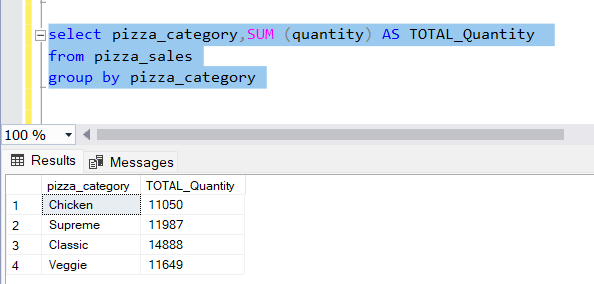 select pizza_category,SUM (quantity) AS TOTAL_Quantity
from pizza_sales
group by pizza_category
100 %
Results Messages
pizza_category TOTAL_Quantity
1 Chicken 11050
2 Supreme 11987
3 Classic 14888
4 Veggie 11649